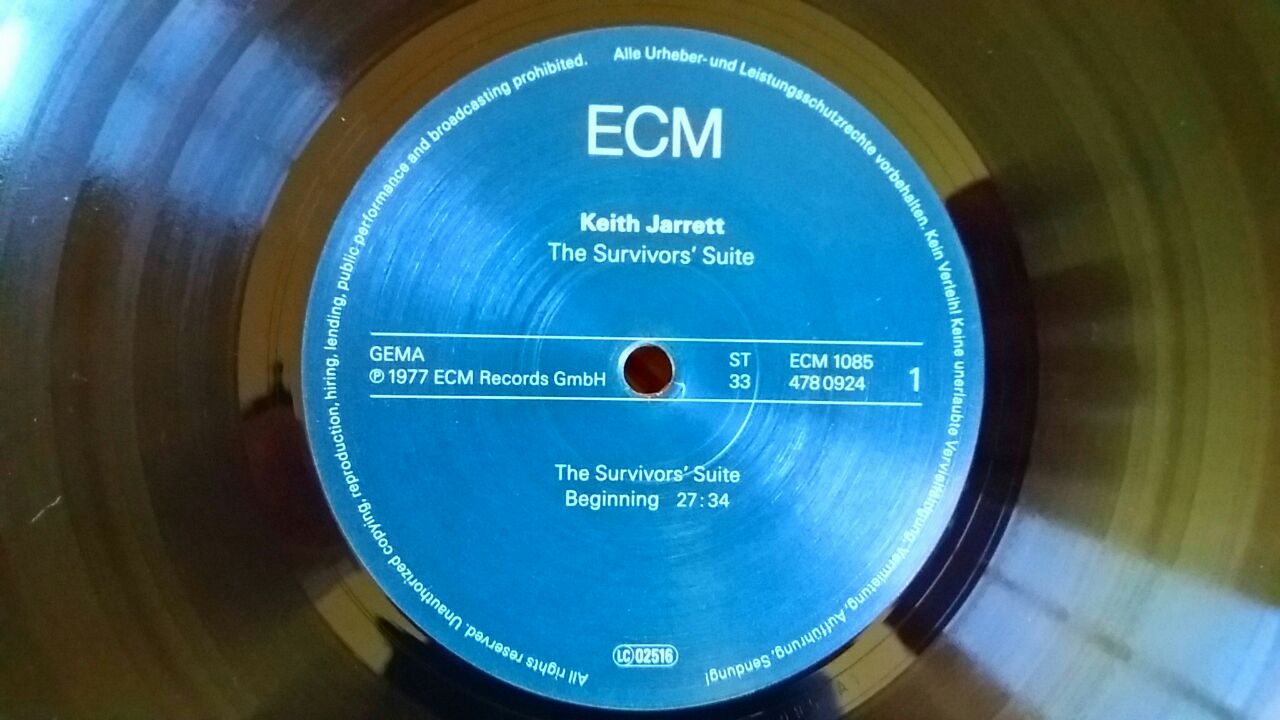 ECM
Keith Jarrett
The Survivors' Suite
GEMA
℗ 1977 ECM Records GmbH
ST
33
ECM 1085
478 0924
1
The Survivors' Suite
Beginning 27:34
LC 02516
Alle Urheber- und Leistungsschutzrechte vorbehalten. Kein Verleih! Keine unerlaubte Vervielfältigung, Vermietung, Aufführung, Sendung!
All rights reserved. Unauthorized copying, reproduction, hiring, lending, public performance and broadcasting prohibited.